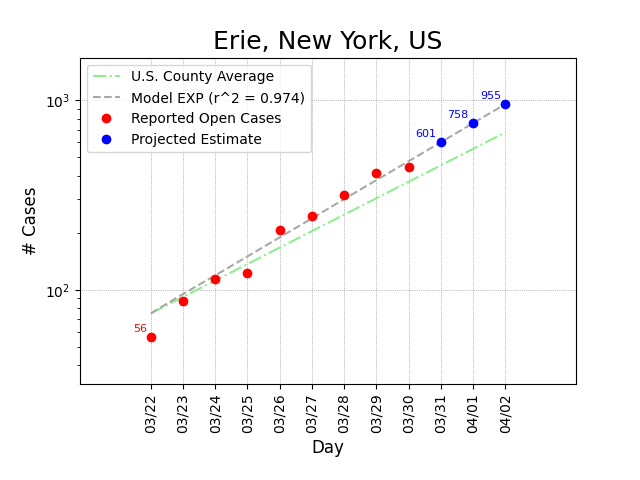 Erie, New York, US
U.S. County Average
Model EXP (r^2 = 0.974)
Reported Open Cases
Projected Estimate
10^3
10^2
# Cases
56
601
758
955
03/22
03/23
03/24
03/25
03/26
03/27
03/28
03/29
03/30
03/31
04/01
04/02
Day